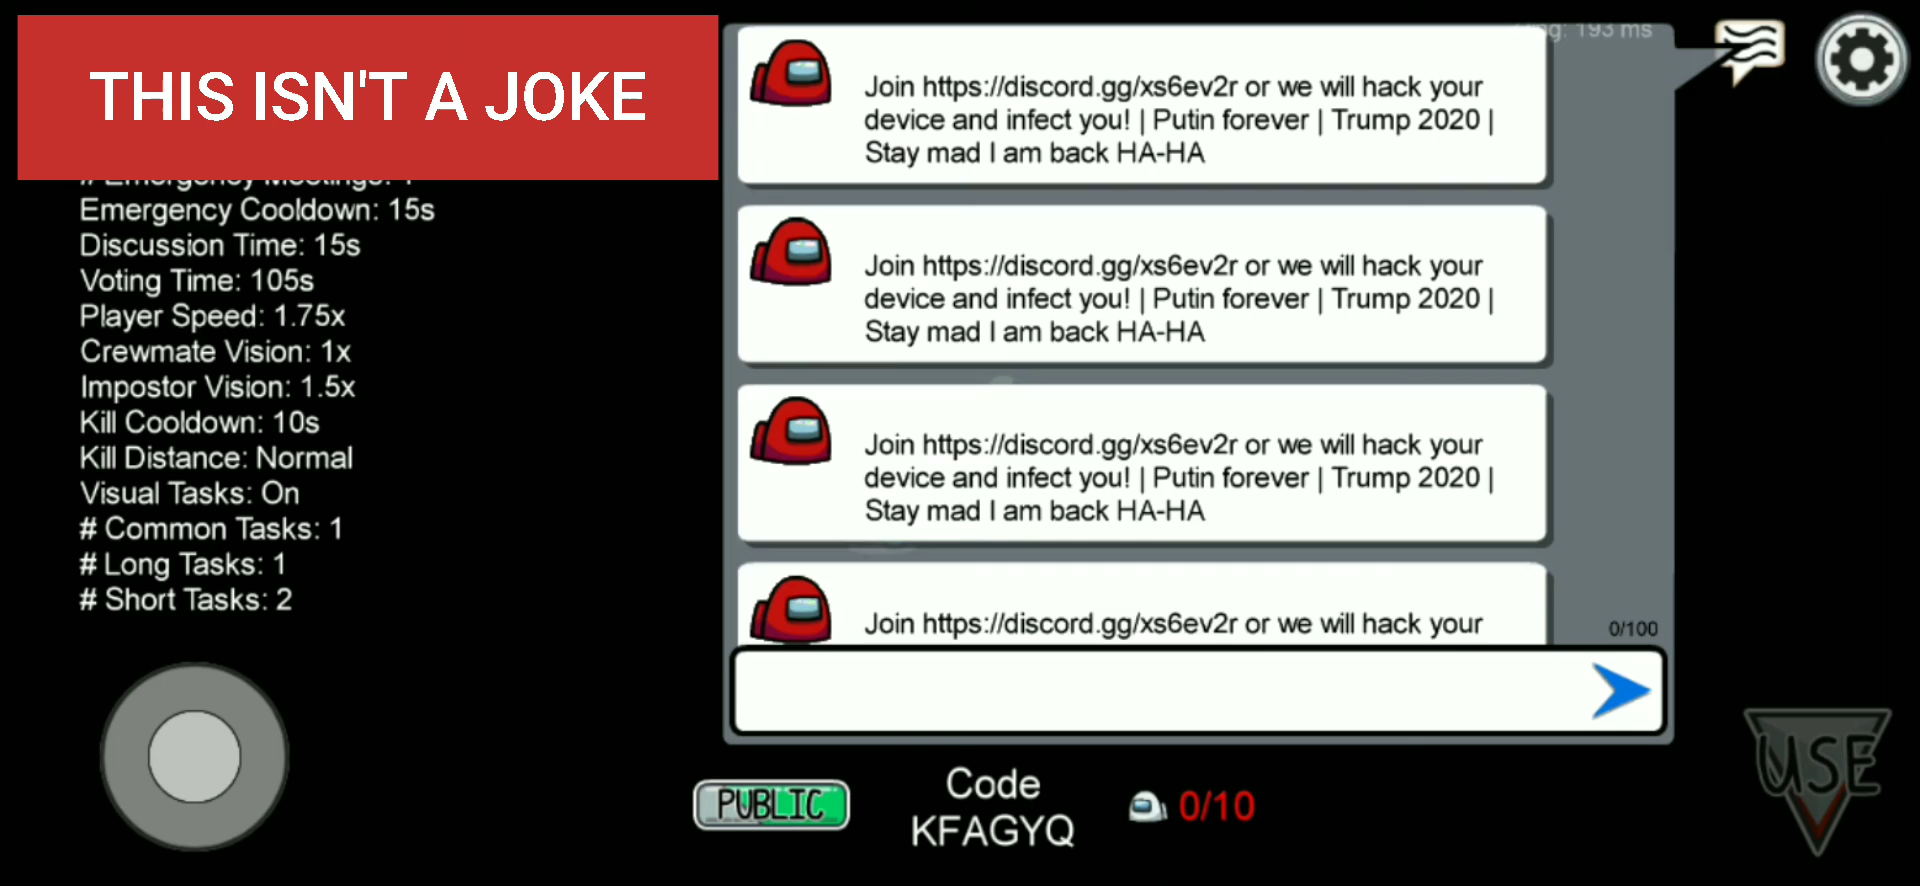 THIS ISN'T A JOKE
# Emergency Meetings: 1
Emergency Cooldown: 15s
Discussion Time: 15s
Voting Time: 105s
Player Speed: 1.75x
Crewmate Vision: 1x
Impostor Vision: 1.5x
Kill Cooldown: 10s
Kill Distance: Normal
Visual Tasks: On
# Common Tasks: 1
# Long Tasks: 1
# Short Tasks: 2
193 ms
Join https://discord.gg/xs6ev2r or we will hack your
device and infect you! | Putin forever | Trump 2020 |
Stay mad I am back HA-HA
Join https://discord.gg/xs6ev2r or we will hack your
device and infect you! | Putin forever | Trump 2020 |
Stay mad I am back HA-HA
Join https://discord.gg/xs6ev2r or we will hack your
device and infect you! | Putin forever | Trump 2020 |
Stay mad I am back HA-HA
Join https://discord.gg/xs6ev2r or we will hack your
0/100
PUBLIC
Code
KFAGYQ
0/10
USE